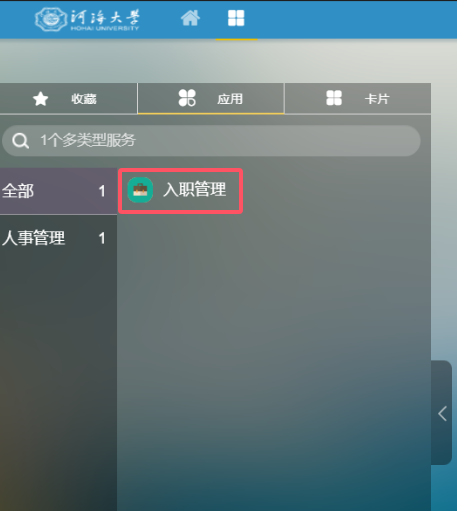 河海大学
HOHAI UNIVERSITY
收藏
应用
卡片
1个多类型服务
全部 1
入职管理
人事管理 1